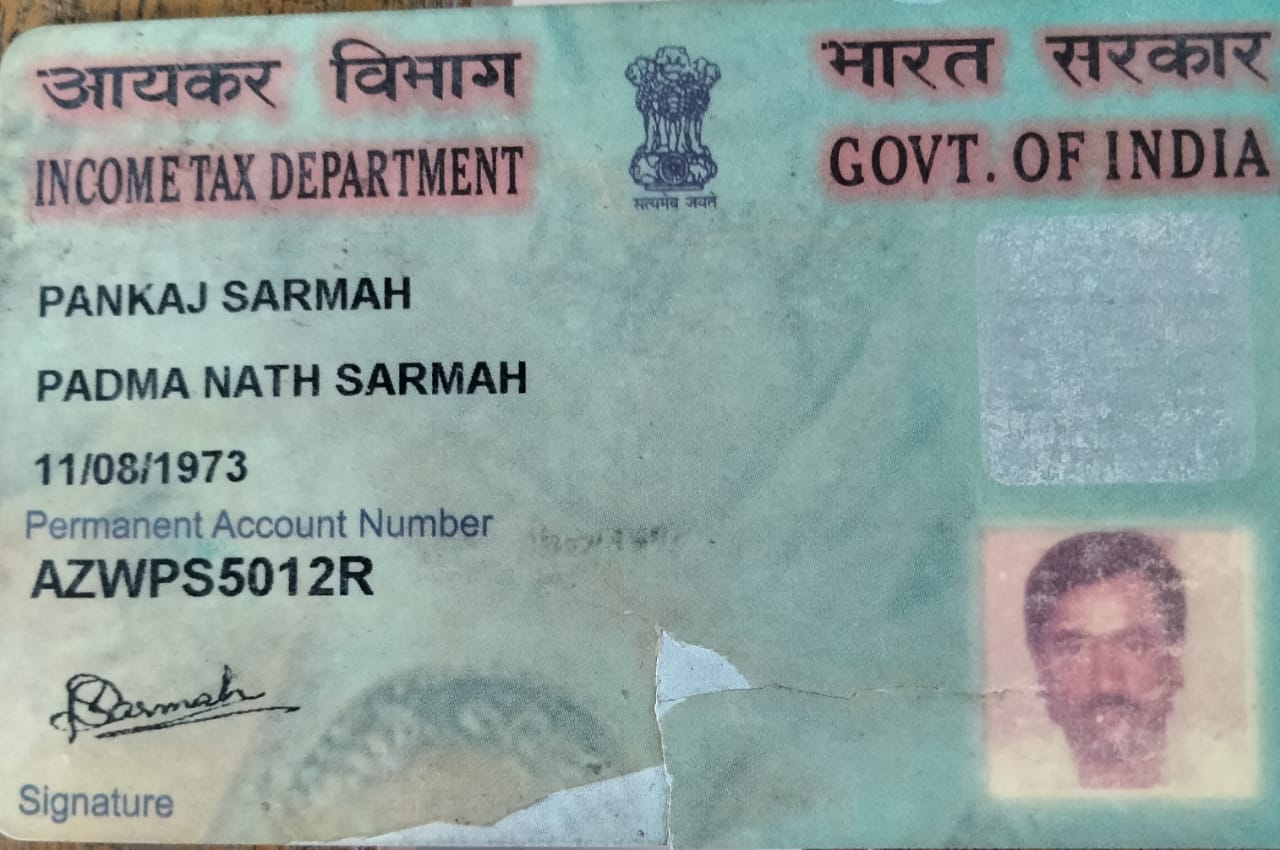 आयकर विभाग
INCOME TAX DEPARTMENT
भारत सरकार
GOVT. OF INDIA
सत्यमेव जयते
PANKAJ SARMAH
PADMA NATH SARMAH
11/08/1973
Permanent Account Number
AZWPS5012R
PSarmah
Signature